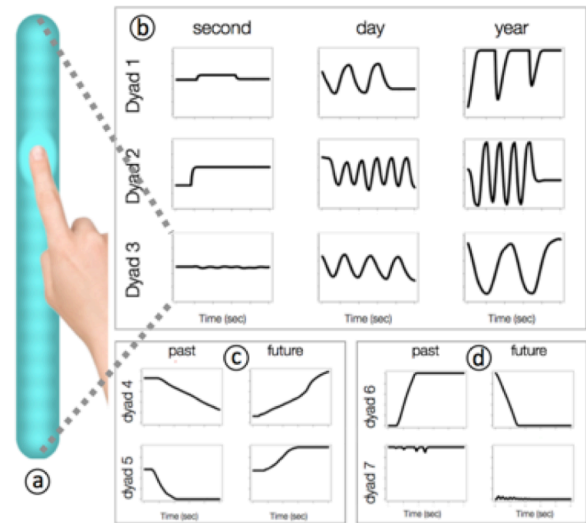 ⓑ second day year
Dyad 1
Dyad 2
Dyad 3
Time (sec) Time (sec) Time (sec)
past ⓒ future
dyad 4
dyad 5
Time (sec) Time (sec)
past ⓓ future
dyad 6
dyad 7
Time (sec) Time (sec)
ⓐ